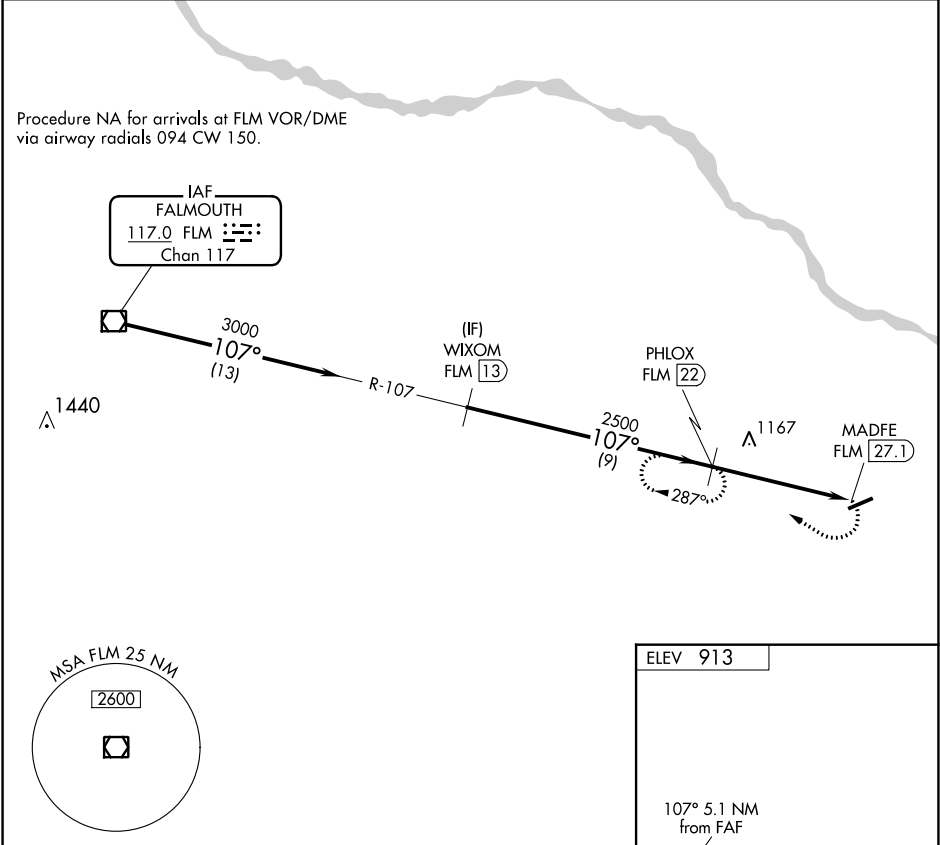 Procedure NA for arrivals at FLM VOR/DME
via airway radials 094 CW 150.
IAF
FALMOUTH
117.0 FLM
Chan 117
3000
107°
(13)
R-107
(IF)
WIXOM
FLM 13
PHLOX
FLM 22
1440
2500
107°
(9)
1167
MADFE
FLM 27.1
287°
MSA FLM 25 NM
2600
ELEV 913
107° 5.1 NM
from FAF